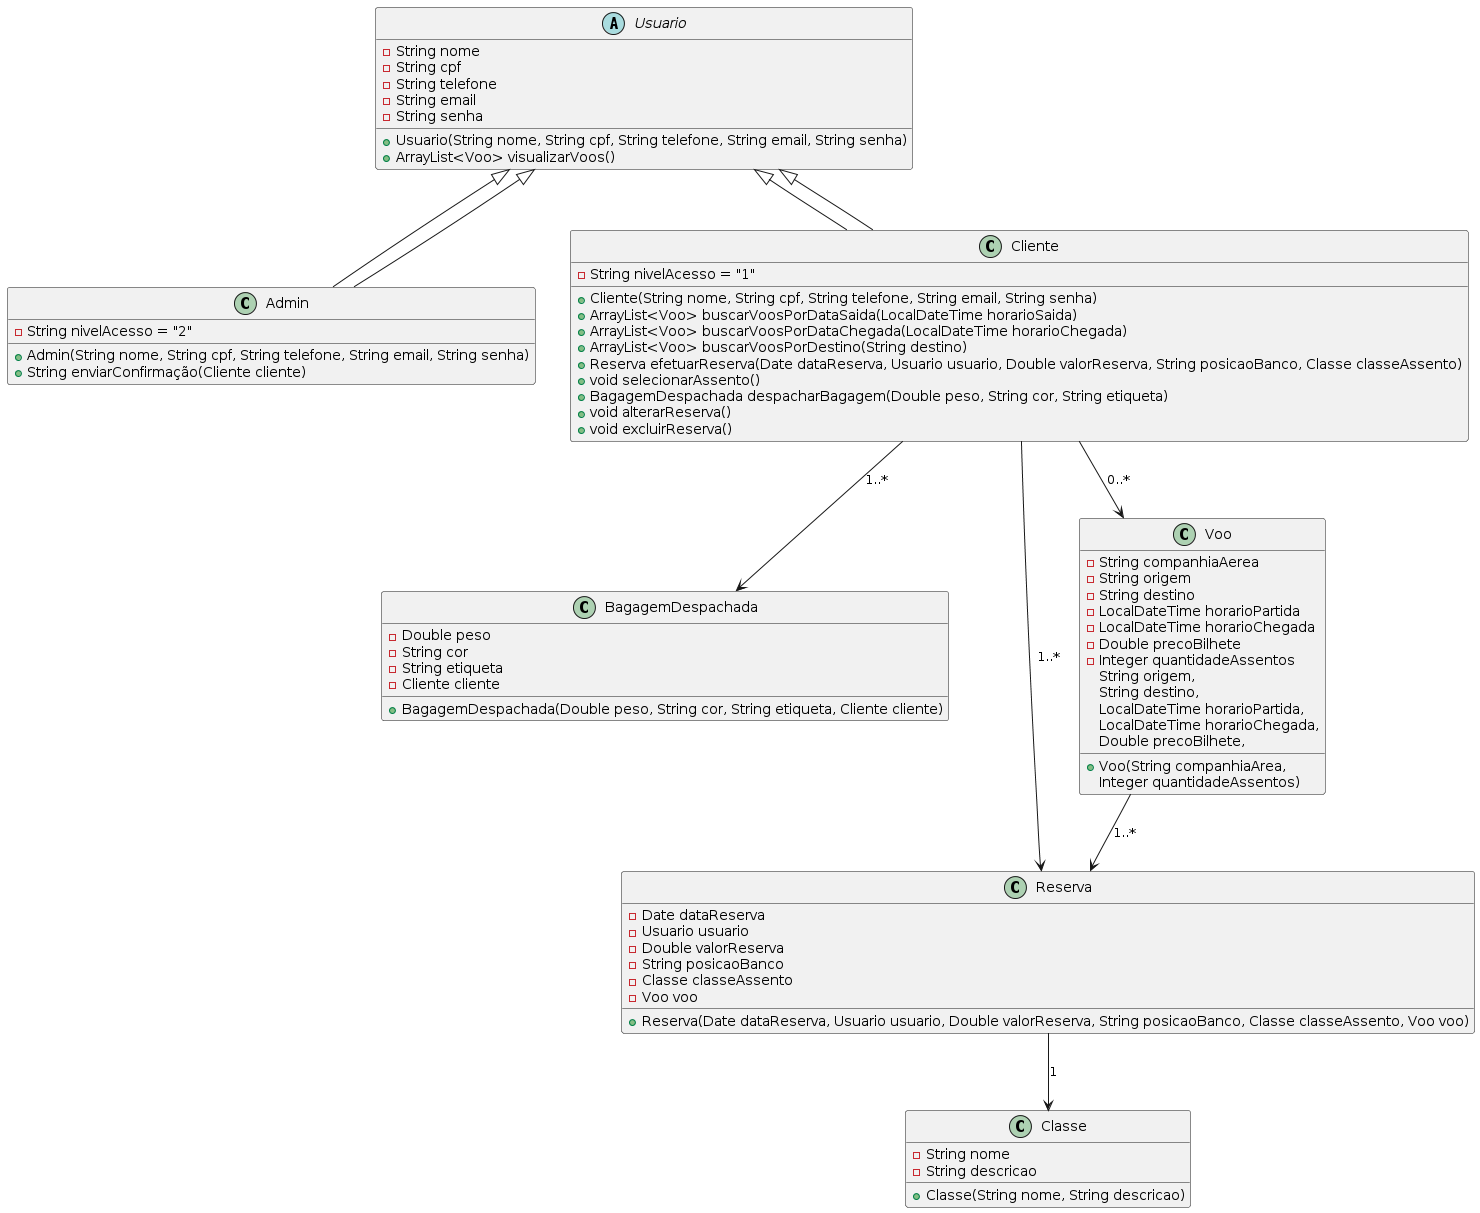 A Usuario
String nome
String cpf
String telefone
String email
String senha
Usuario(String nome, String cpf, String telefone, String email, String senha)
ArrayList<Voo> visualizarVoos()
C Cliente
String nivelAcesso = "1"
Cliente(String nome, String cpf, String telefone, String email, String senha)
ArrayList<Voo> buscarVoosPorDataSaida(LocalDateTime horarioSaida)
ArrayList<Voo> buscarVoosPorDataChegada(LocalDateTime horarioChegada)
ArrayList<Voo> buscarVoosPorDestino(String destino)
Reserva efetuarReserva(Date dataReserva, Usuario usuario, Double valorReserva, String posicaoBanco, Classe classeAssento)
void selecionarAssento()
BagagemDespachada despacharBagagem(Double peso, String cor, String etiqueta)
void alterarReserva()
void excluirReserva()
C Admin
String nivelAcesso = "2"
Admin(String nome, String cpf, String telefone, String email, String senha)
String enviarConfirmação(Cliente cliente)
1..*
0..*
C Voo
String companhiaAerea
String origem
String destino
LocalDateTime horarioPartida
LocalDateTime horarioChegada
Double precoBilhete
Integer quantidadeAssentos
String origem,
String destino,
LocalDateTime horarioPartida,
LocalDateTime horarioChegada,
Double precoBilhete,
Voo(String companhiaArea,
Integer quantidadeAssentos)
C BagagemDespachada
Double peso
String cor
String etiqueta
Cliente cliente
BagagemDespachada(Double peso, String cor, String etiqueta, Cliente cliente)
1..*
1..*
C Reserva
Date dataReserva
Usuario usuario
Double valorReserva
String posicaoBanco
Classe classeAssento
Voo voo
Reserva(Date dataReserva, Usuario usuario, Double valorReserva, String posicaoBanco, Classe classeAssento, Voo voo)
1
C Classe
String nome
String descricao
Classe(String nome, String descricao)